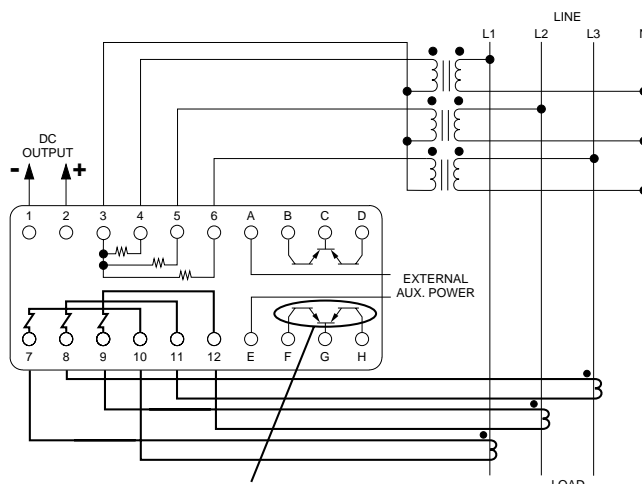 LINE
L1 L2 L3 N
DC
OUTPUT
- +
1 2 3 4 5 6 A B C D
EXTERNAL
AUX. POWER
7 8 9 10 11 12 E F G H
LOAD